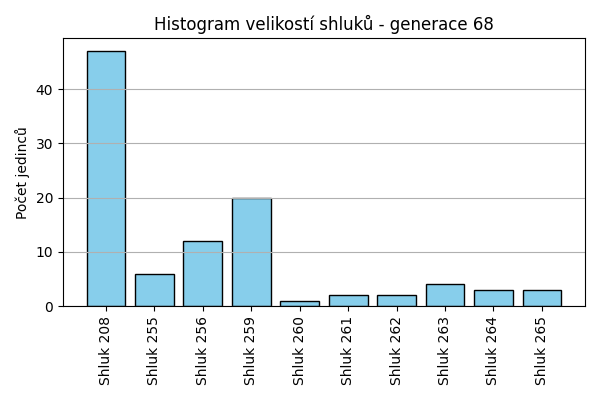 Histogram velikostí shluků - generace 68
Počet jedinců
40
30
20
10
0
Shluk 208
Shluk 255
Shluk 256
Shluk 259
Shluk 260
Shluk 261
Shluk 262
Shluk 263
Shluk 264
Shluk 265